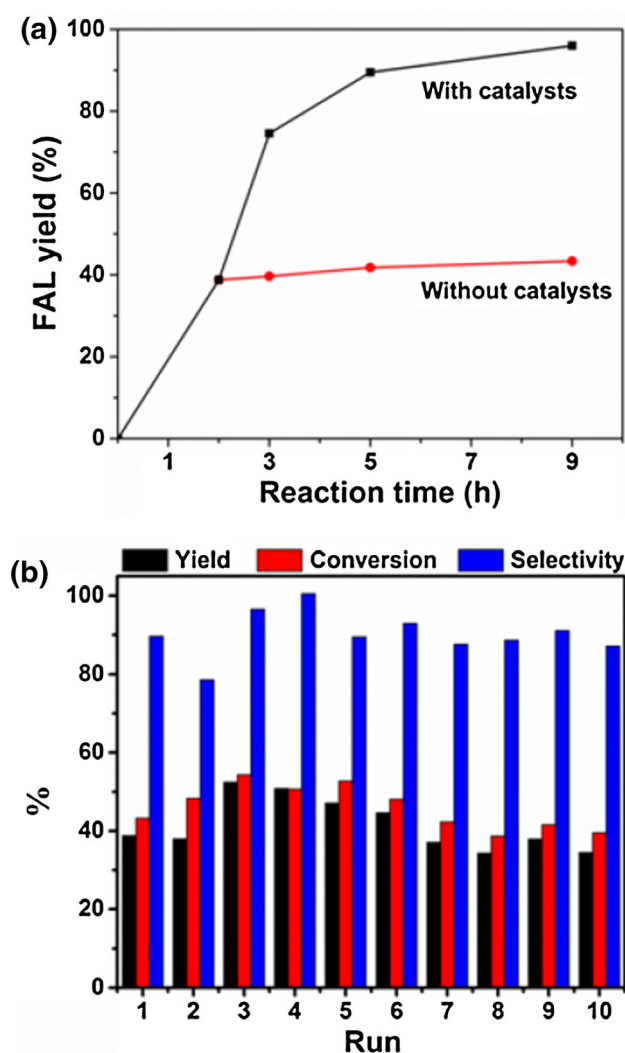 (a)
100
80
60
40
20
0
FAL yield (%)
With catalysts
Without catalysts
1 3 5 7 9
Reaction time (h)
(b)
Yield Conversion Selectivity
100
80
60
40
20
0
%
1 2 3 4 5 6 7 8 9 10
Run